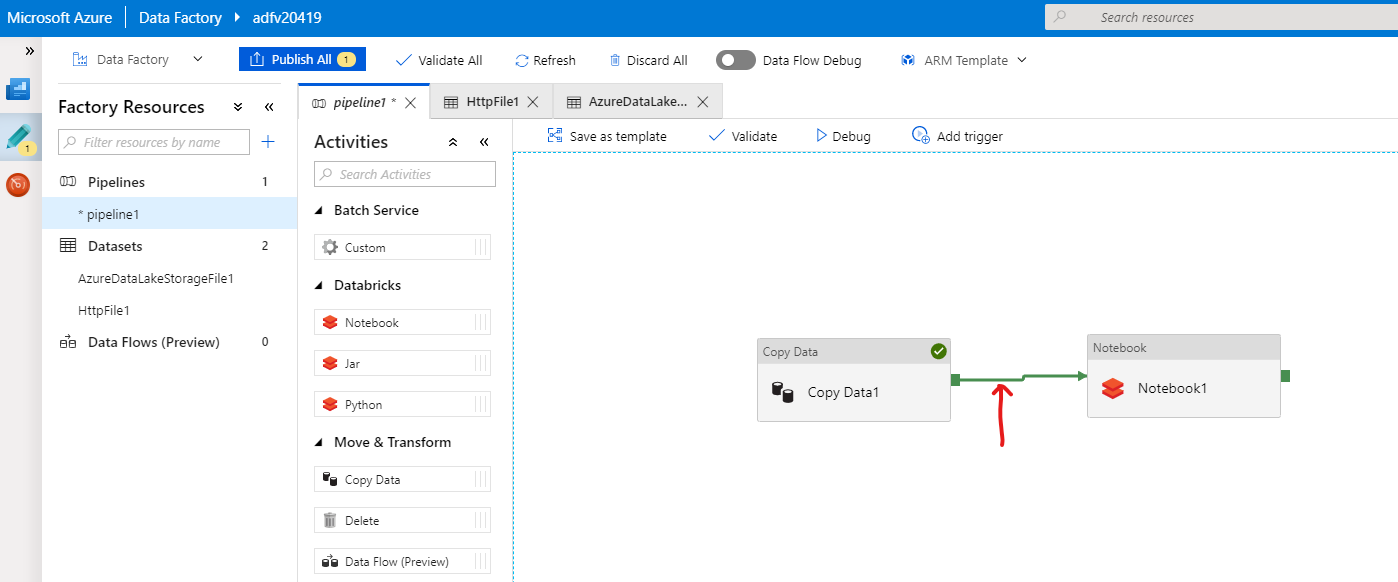 Microsoft Azure Data Factory adfv20419 Search resources
Data Factory Publish All 1 Validate All Refresh Discard All Data Flow Debug ARM Template
Factory Resources
Filter resources by name
1
Pipelines 1
* pipeline1
Datasets 2
AzureDataLakeStorageFile1
HttpFile1
Data Flows (Preview) 0
pipeline1 * HttpFile1 AzureDataLake...
Activities
Search Activities
Batch Service
Custom
Databricks
Notebook
Jar
Python
Move & Transform
Copy Data
Delete
Data Flow (Preview)
Save as template Validate Debug Add trigger
Copy Data
Copy Data1
Notebook
Notebook1